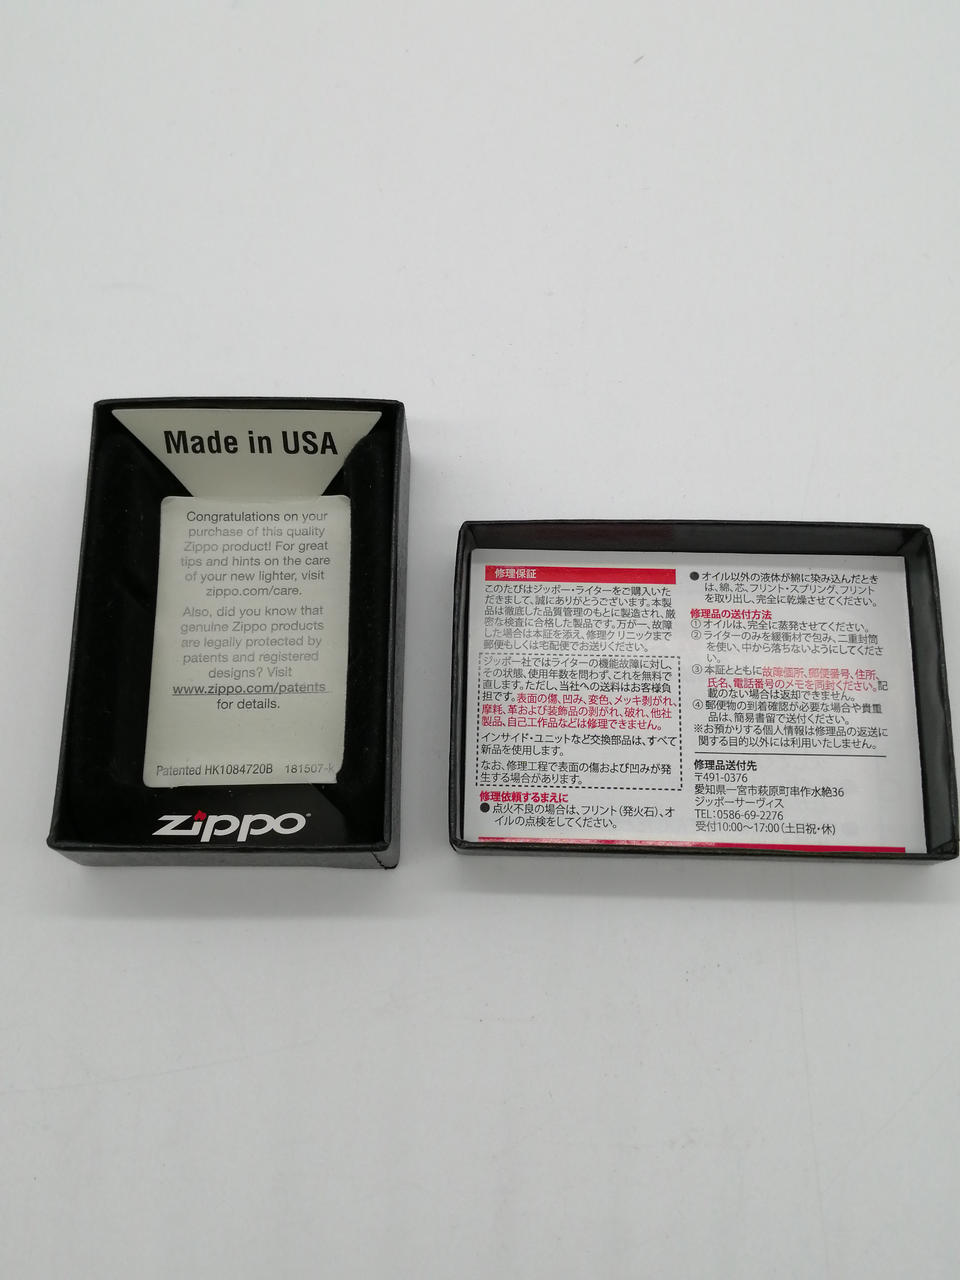 Made in USA
Congratulations on your
purchase of this quality
Zippo product! For great
tips and hints on the care
of your new lighter, visit
zippo.com/care.
Also, did you know that
genuine Zippo products
are legally protected by
patents and registered
designs? Visit
www.zippo.com/patents
for details.
Patented HK1084720B 181507-k
zippo
修理保証
このたびはジッポー・ライターをご購入いた
だきまして、誠にありがとうございます。本製
品は徹底した品質管理のもとに製造され、厳
密な検査に合格した製品です。万が一、故障
した場合は本証を添え、修理クリニックまで
郵便もしくは宅配便でお送りください。
ジッポー社ではライターの機能故障に対し、
その状態、使用年数を問わず、これを無料で
直します。ただし、当社への送料はお客様負
担です。表面の傷、凹み、変色、メッキ剥がれ、
摩耗、革および装飾品の剥がれ、破れ、他社
製品、自己工作品などは修理できません。
インサイド・ユニットなど交換部品は、すべて
新品を使用します。
なお、修理工程で表面の傷および凹みが発
生する場合があります。
修理依頼するまえに
●点火不良の場合は、フリント(発火石)、オ
イルの点検をしてください。
●オイル以外の液体が綿に染み込んだとき
は、綿、芯、フリント・スプリング、フリント
を取り出し、完全に乾燥させてください。
修理品の送付方法
①オイルは、完全に蒸発させてください。
②ライターのみを緩衝材で包み、二重封筒
を使い、中から落ちないようにしてくださ
い。
③本証とともに故障個所、郵便番号、住所、
氏名、電話番号のメモを同封ください。記
載のない場合は返却できません。
④郵便物の到着確認が必要な場合や貴重
品は、簡易書留で送付ください。
※お預かりする個人情報は修理品の返送に
関する目的以外には利用いたしません。
修理品送付先
〒491-0376
愛知県一宮市萩原町串作水絶36
ジッポーサーヴィス
TEL:0586-69-2276
受付10:00〜17:00(土日祝・休)